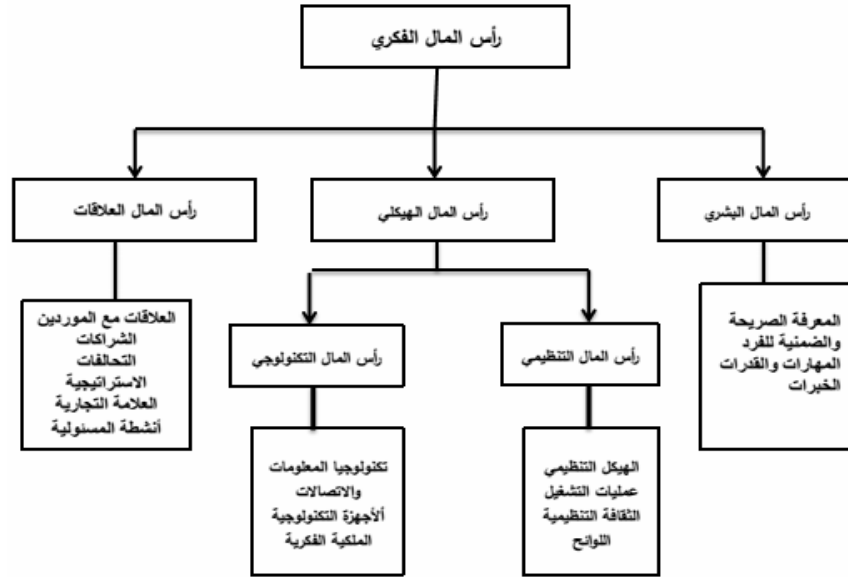 رأس المال الفكري
رأس المال البشري
رأس المال الهيكلي
رأس المال العلاقات
المعرفة الصريحة
والضمنية للفرد
المهارات والقدرات
الخبرات
رأس المال التنظيمي
رأس المال التكنولوجي
العلاقات مع الموردين
الشراكات
التحالفات
الاستراتيجية
العلامة التجارية
أنشطة المسئولية
الهيكل التنظيمي
عمليات التشغيل
الثقافة التنظيمية
اللوائح
تكنولوجيا المعلومات
والاتصالات
ألأجهزة التكنولوجية
الملكية الفكرية